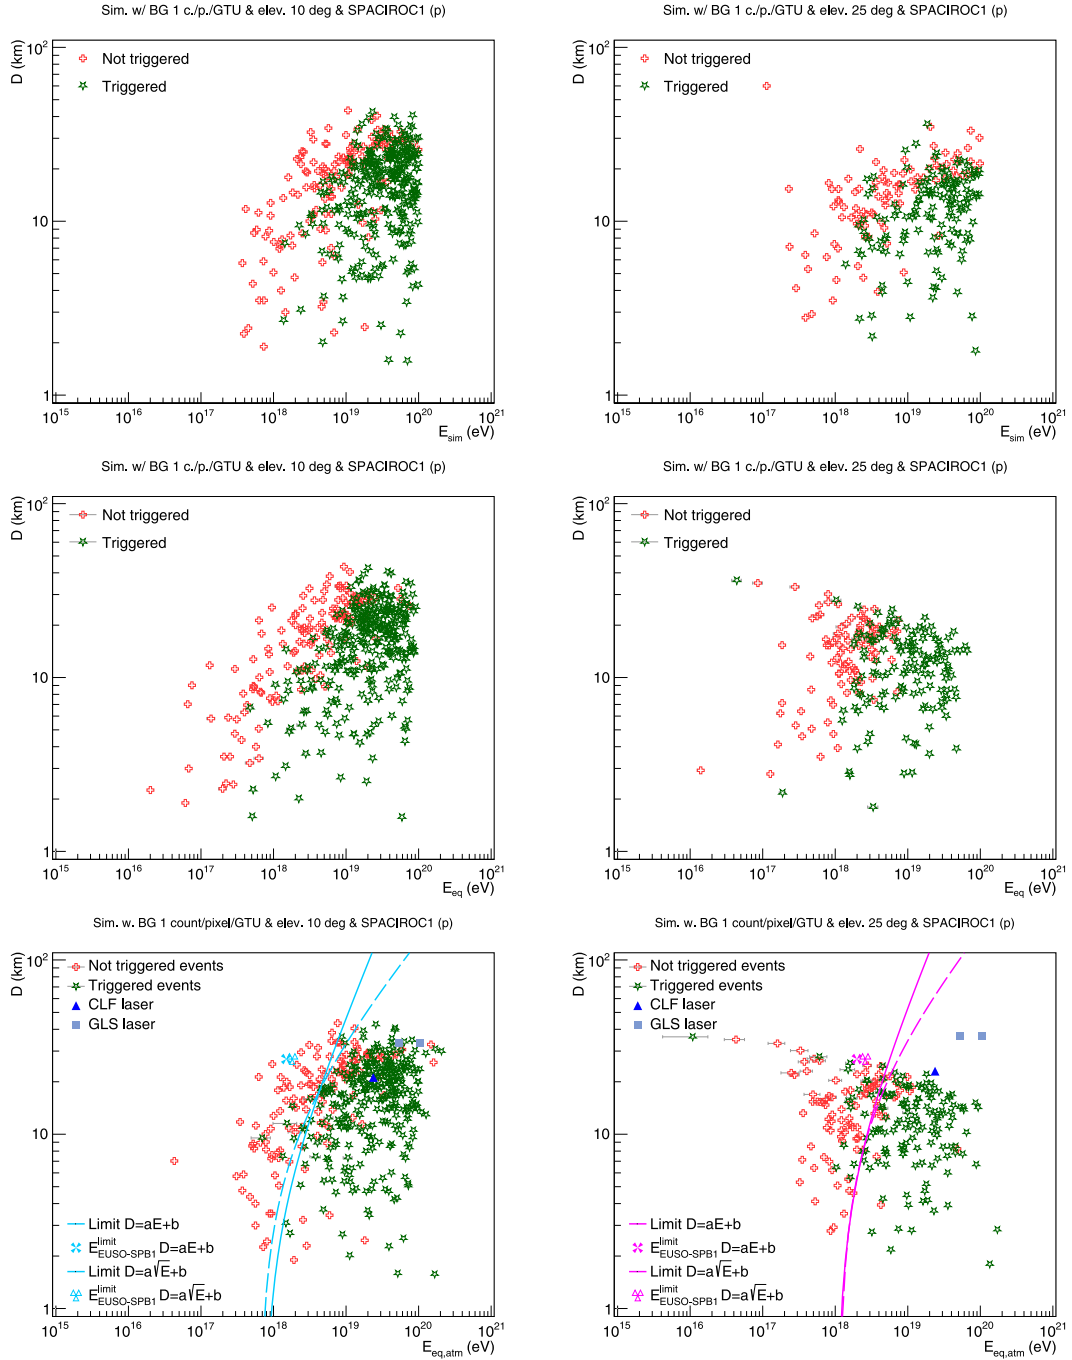 Sim. w/ BG 1 c./p./GTU & elev. 10 deg & SPACIROC1 (p)
D (km)
10²
Not triggered
Triggered
10
1
10¹⁵ 10¹⁶ 10¹⁷ 10¹⁸ 10¹⁹ 10²⁰ 10²¹
E_sim (eV)
Sim. w/ BG 1 c./p./GTU & elev. 25 deg & SPACIROC1 (p)
D (km)
10²
Not triggered
Triggered
10
1
10¹⁵ 10¹⁶ 10¹⁷ 10¹⁸ 10¹⁹ 10²⁰ 10²¹
E_sim (eV)
Sim. w/ BG 1 c./p./GTU & elev. 10 deg & SPACIROC1 (p)
D (km)
10²
Not triggered
Triggered
10
1
10¹⁵ 10¹⁶ 10¹⁷ 10¹⁸ 10¹⁹ 10²⁰ 10²¹
E_eq (eV)
Sim. w/ BG 1 c./p./GTU & elev. 25 deg & SPACIROC1 (p)
D (km)
10²
Not triggered
Triggered
10
1
10¹⁵ 10¹⁶ 10¹⁷ 10¹⁸ 10¹⁹ 10²⁰ 10²¹
E_eq (eV)
Sim. w. BG 1 count/pixel/GTU & elev. 10 deg & SPACIROC1 (p)
D (km)
10²
Not triggered events
Triggered events
CLF laser
GLS laser
10
Limit D=aE+b
E^limit_EUSO-SPB1 D=aE+b
Limit D=a√E+b
E^limit_EUSO-SPB1 D=a√E+b
1
10¹⁵ 10¹⁶ 10¹⁷ 10¹⁸ 10¹⁹ 10²⁰ 10²¹
E_eq,atm (eV)
Sim. w. BG 1 count/pixel/GTU & elev. 25 deg & SPACIROC1 (p)
D (km)
10²
Not triggered events
Triggered events
CLF laser
GLS laser
10
Limit D=aE+b
E^limit_EUSO-SPB1 D=aE+b
Limit D=a√E+b
E^limit_EUSO-SPB1 D=a√E+b
1
10¹⁵ 10¹⁶ 10¹⁷ 10¹⁸ 10¹⁹ 10²⁰ 10²¹
E_eq,atm (eV)